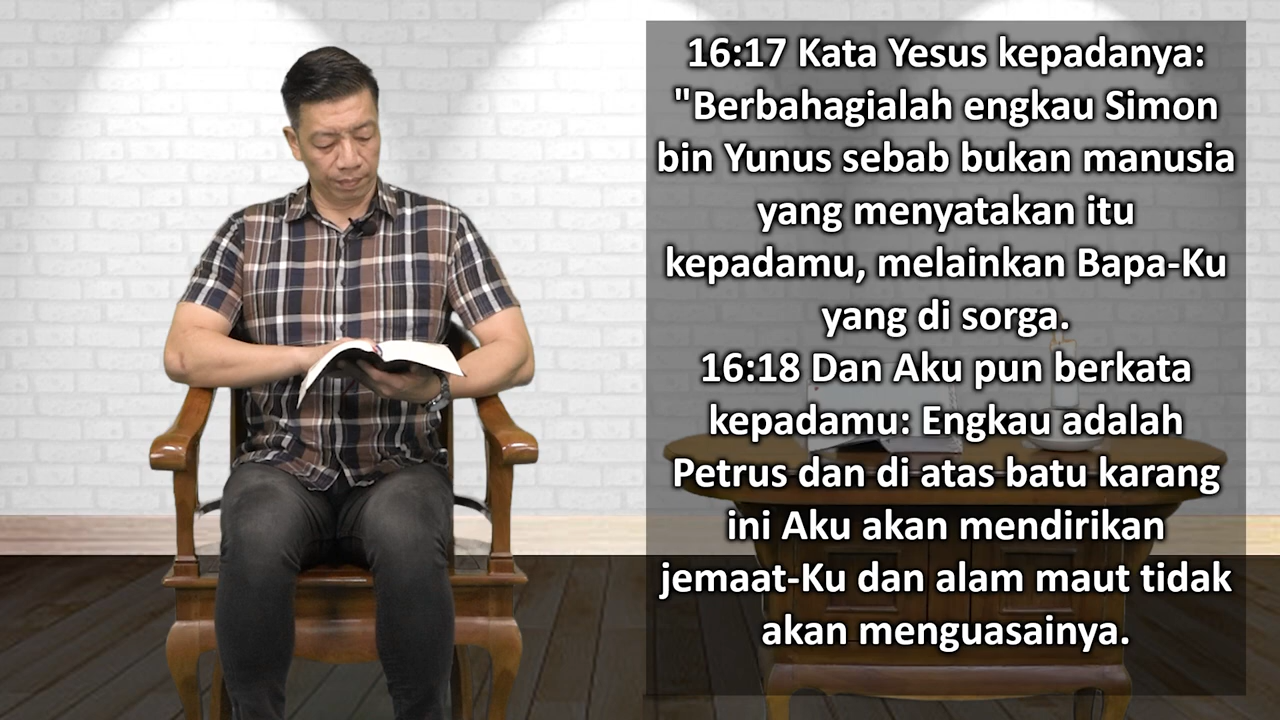 16:17 Kata Yesus kepadanya:
"Berbahagialah engkau Simon
bin Yunus sebab bukan manusia
yang menyatakan itu
kepadamu, melainkan Bapa-Ku
yang di sorga.
16:18 Dan Aku pun berkata
kepadamu: Engkau adalah
Petrus dan di atas batu karang
ini Aku akan mendirikan
jemaat-Ku dan alam maut tidak
akan menguasainya.